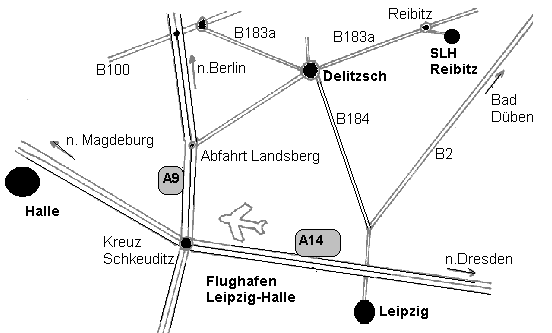 Reibitz
B183a
B183a
SLH
Reibitz
B100
n.Berlin
Delitzsch
Bad
Düben
B184
n. Magdeburg
Abfahrt Landsberg
B2
A9
Halle
Kreuz
Schkeuditz
A14
n.Dresden
Flughafen
Leipzig-Halle
Leipzig